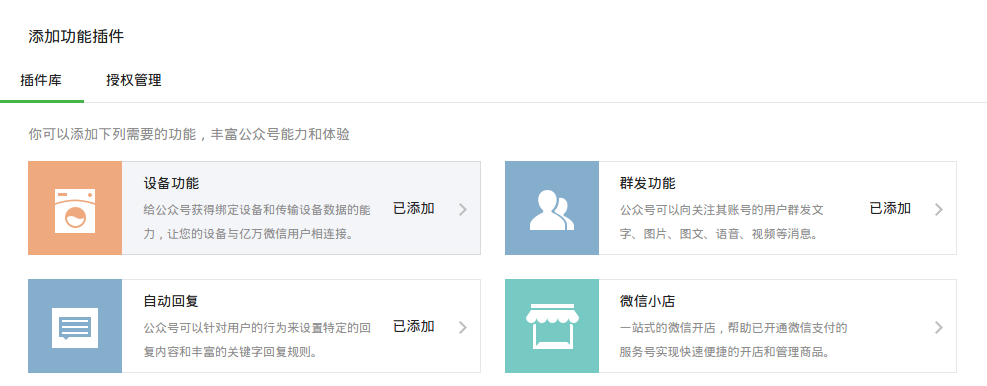 添加功能插件
插件库 授权管理
你可以添加下列需要的功能，丰富公众号能力和体验
设备功能
给公众号获得绑定设备和传输设备数据的能
力，让您的设备与亿万微信用户相连接。
已添加
群发功能
公众号可以向关注其账号的用户群发文
字、图片、图文、语音、视频等消息。
已添加
自动回复
公众号可以针对用户的行为来设置特定的回
复内容和丰富的关键字回复规则。
已添加
微信小店
一站式的微信开店，帮助已开通微信支付的
服务号实现快速便捷的开店和管理商品。